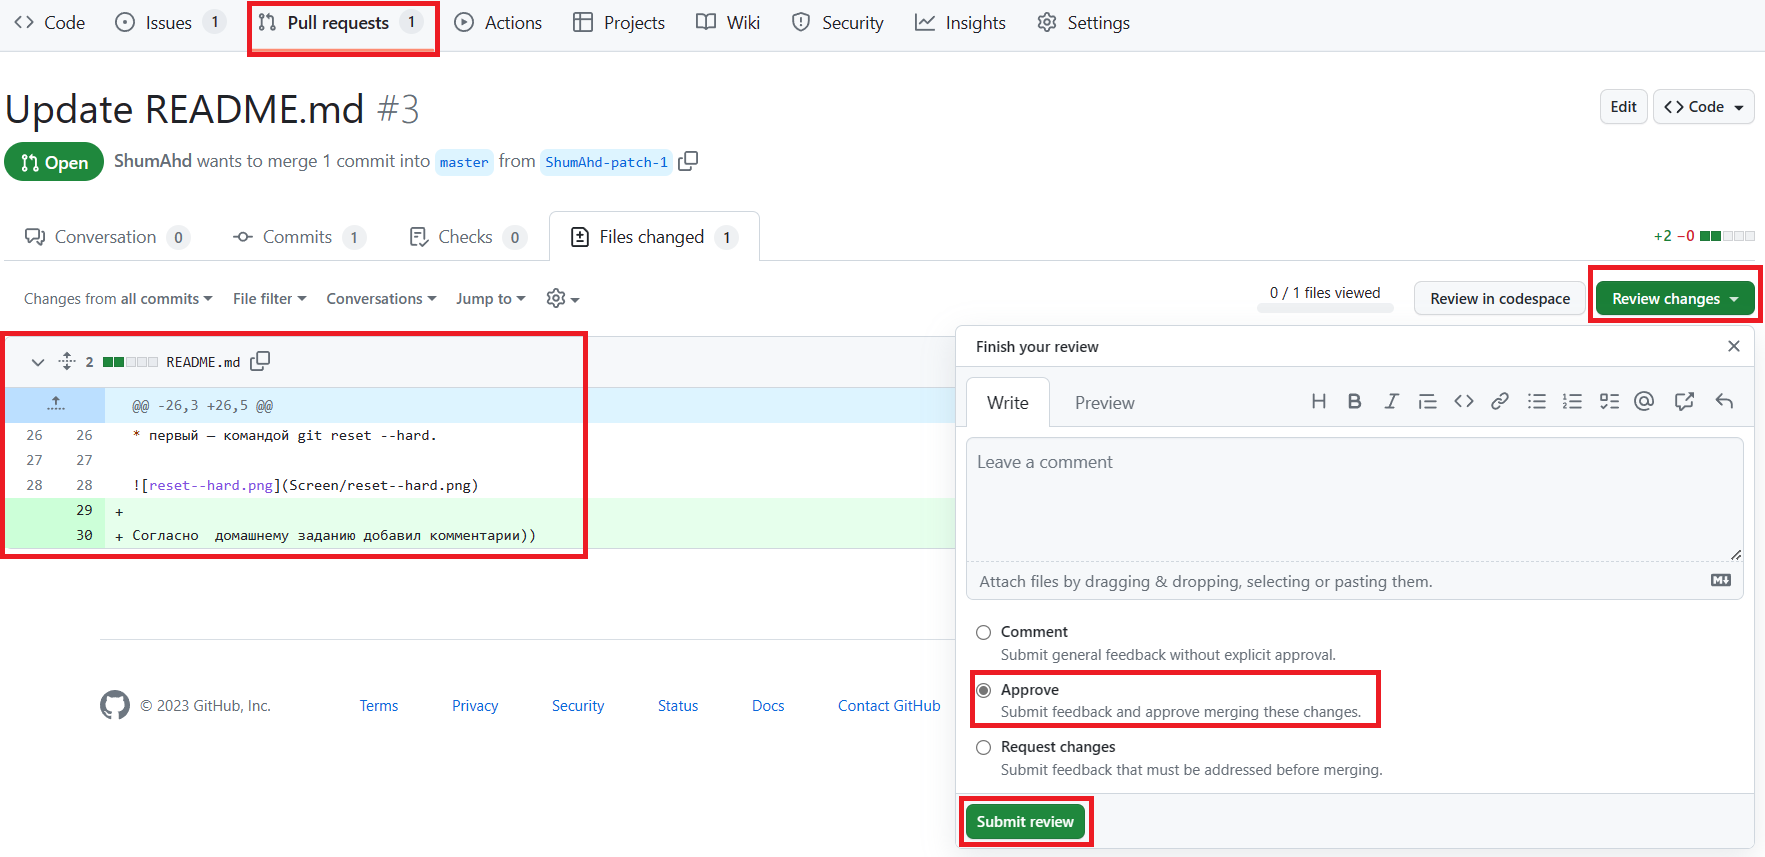 Code Issues 1 Pull requests 1 Actions Projects Wiki Security Insights Settings
Update README.md #3
Edit Code
Open ShumAhd wants to merge 1 commit into master from ShumAhd-patch-1
Conversation 0 Commits 1 Checks 0 Files changed 1
+2 −0
Changes from all commits File filter Conversations Jump to
0 / 1 files viewed Review in codespace Review changes
2 README.md
@@ -26,3 +26,5 @@
26 26 * первый – командой git reset --hard.
27 27
28 28 ![reset--hard.png](Screen/reset--hard.png)
29 +
30 + Согласно  домашнему заданию добавил комментарии))
Finish your review
Write Preview
Leave a comment
Attach files by dragging & dropping, selecting or pasting them.
Comment
Submit general feedback without explicit approval.
Approve
Submit feedback and approve merging these changes.
Request changes
Submit feedback that must be addressed before merging.
Submit review
© 2023 GitHub, Inc. Terms Privacy Security Status Docs Contact GitHub